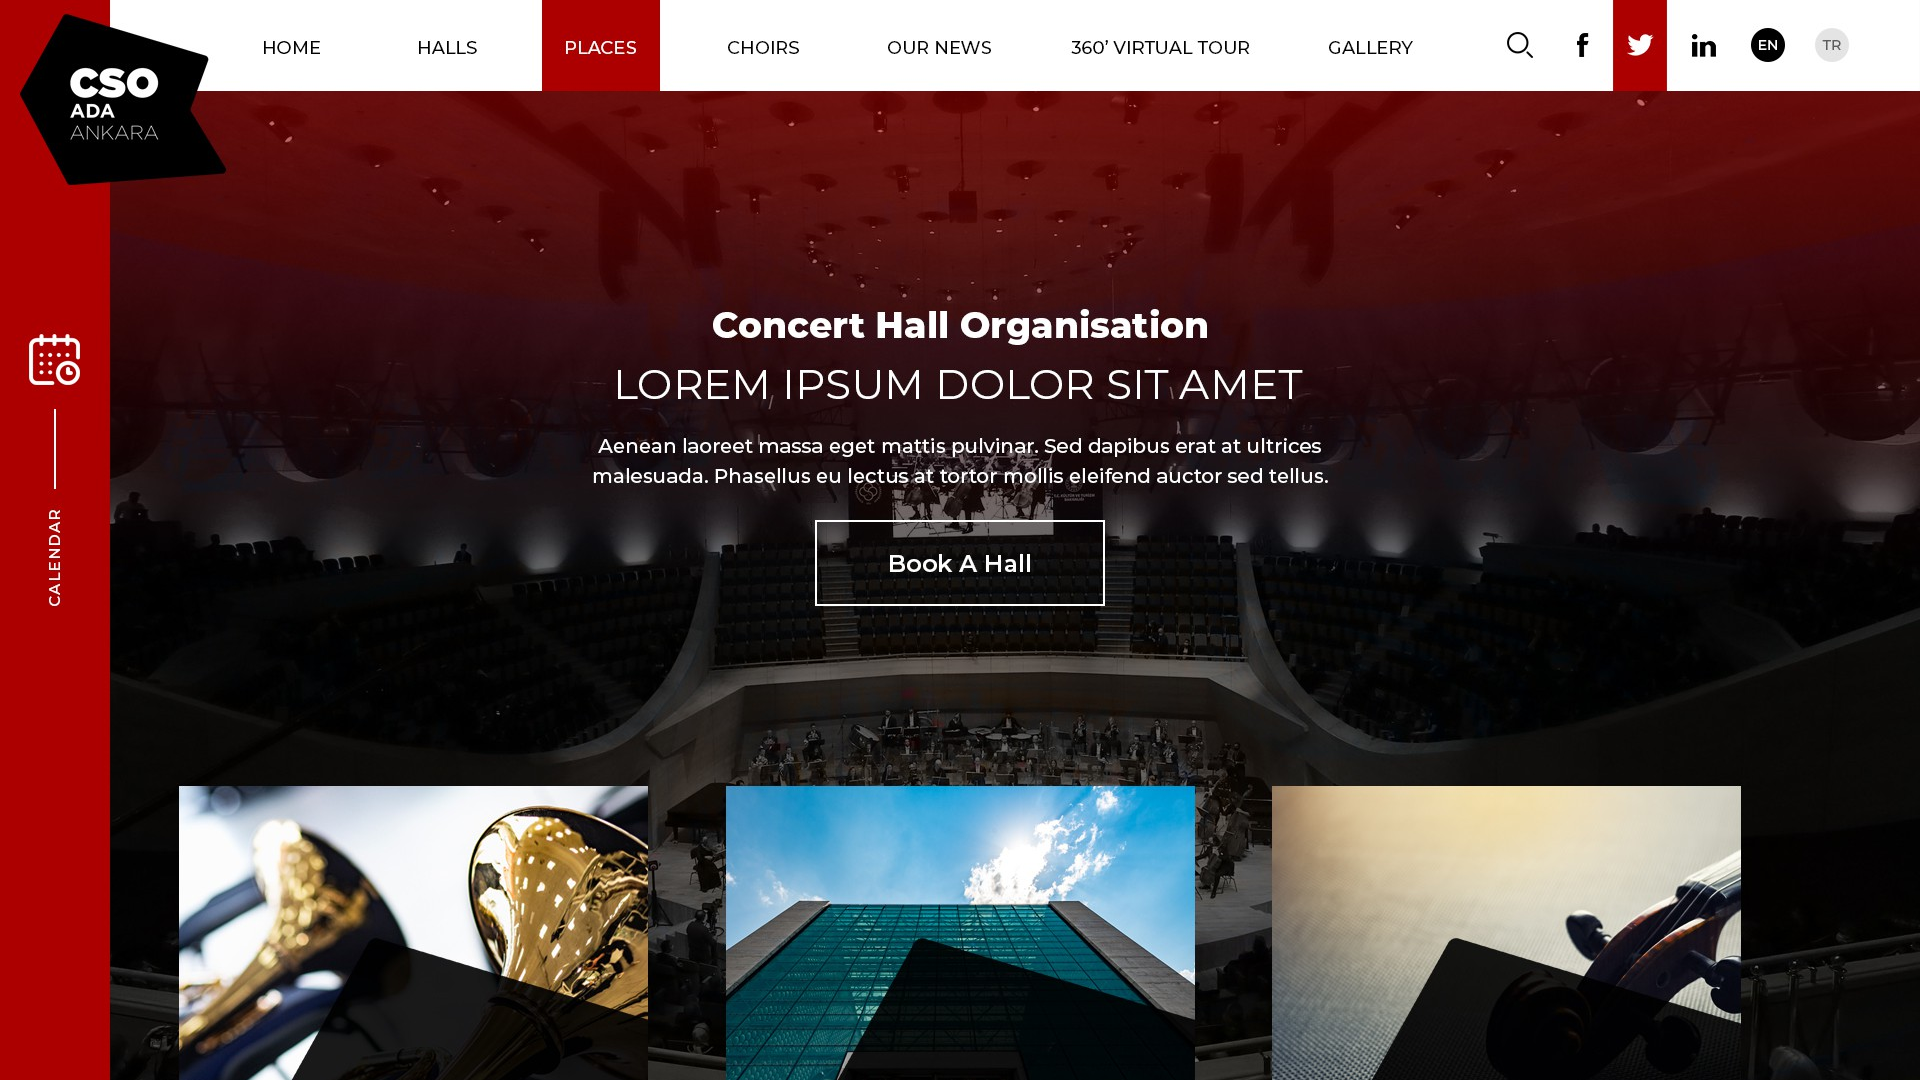 CSO
ADA
ANKARA
HOME
HALLS
PLACES
CHOIRS
OUR NEWS
360’ VIRTUAL TOUR
GALLERY
f
in
EN
TR
CALENDAR
Concert Hall Organisation
LOREM IPSUM DOLOR SIT AMET
Aenean laoreet massa eget mattis pulvinar. Sed dapibus erat at ultrices
malesuada. Phasellus eu lectus at tortor mollis eleifend auctor sed tellus.
Book A Hall